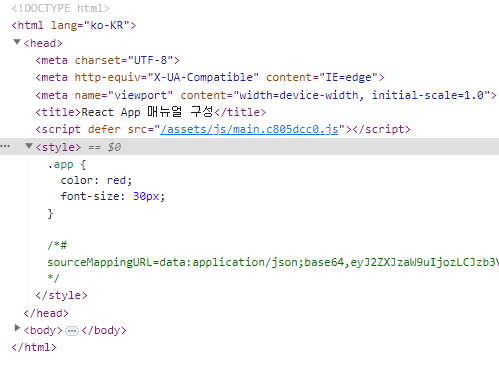 <!DOCTYPE html>
<html lang="ko-KR">
<head>
<meta charset="UTF-8">
<meta http-equiv="X-UA-Compatible" content="IE=edge">
<meta name="viewport" content="width=device-width, initial-scale=1.0">
<title>React App 매뉴얼 구성</title>
<script defer src="/assets/js/main.c805dcc0.js"></script>
<style> == $0
.app {
color: red;
font-size: 30px;
}
/*#
sourceMappingURL=data:application/json;base64,eyJ2ZXJzaW9uIjozLCJzb3V
*/
</style>
</head>
<body>…</body>
</html>